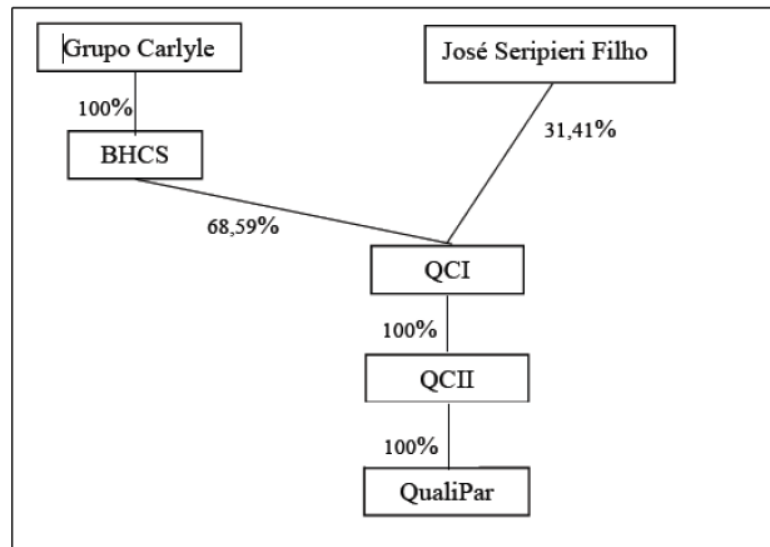 Grupo Carlyle
José Seripieri Filho
100%
31,41%
BHCS
68,59%
QCI
100%
QCII
100%
QualiPar